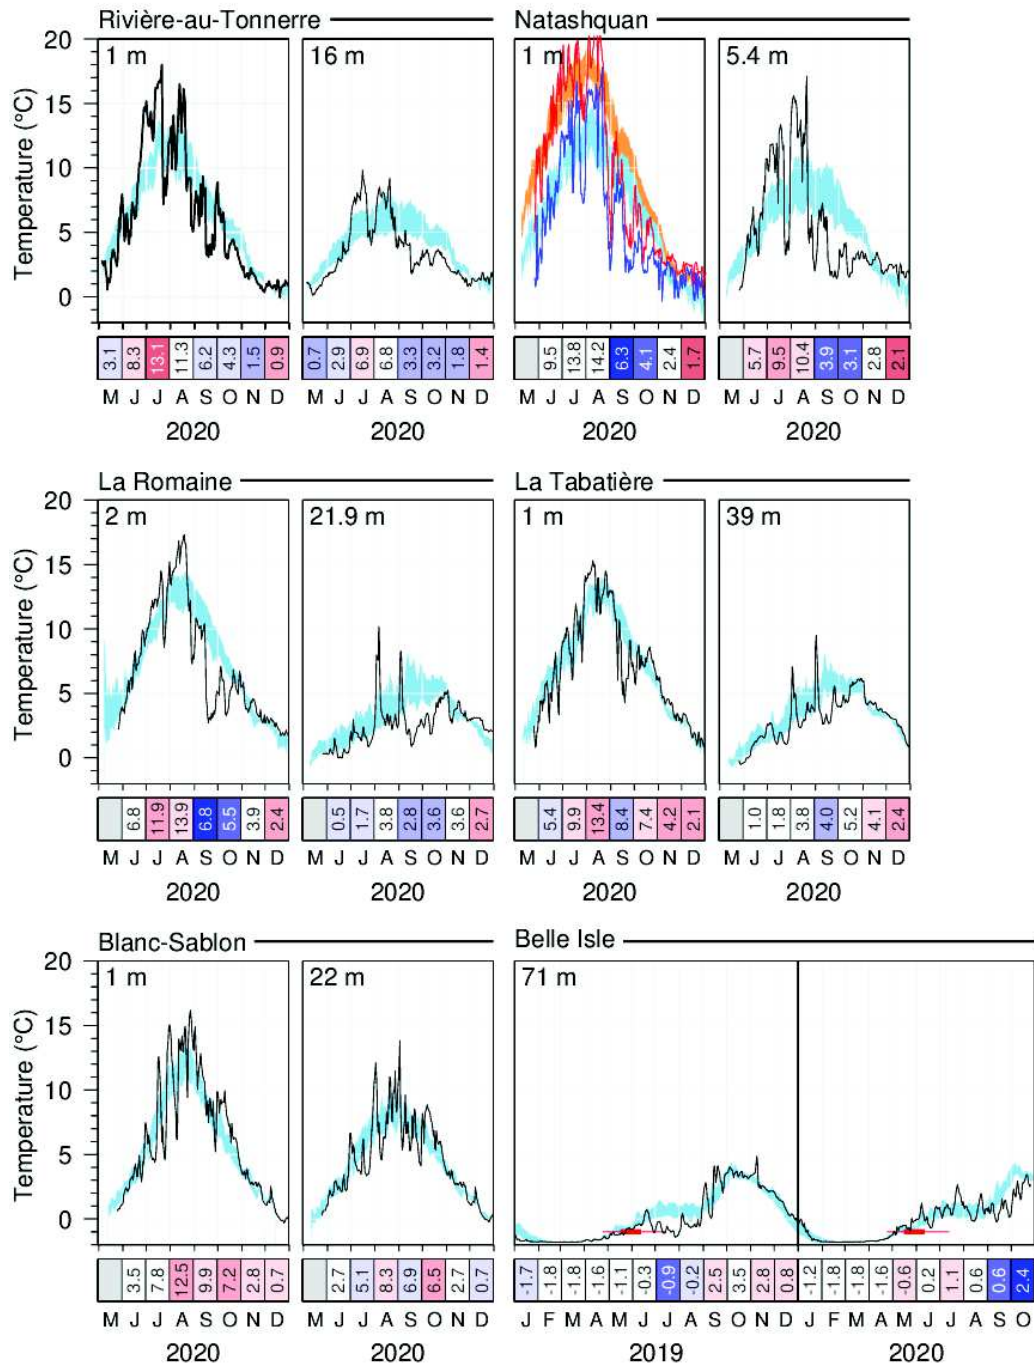 Rivière-au-Tonnerre
Natashquan
1 m
16 m
1 m
5.4 m
Temperature (°C)
20
15
10
5
0
3.1 8.3 13.1 11.3 6.2 4.3 1.5 0.9
0.7 2.9 6.9 6.8 3.3 3.2 1.8 1.4
9.5 13.8 14.2 6.3 4.1 2.4 1.7
5.7 9.5 10.4 3.9 3.1 2.8 2.1
M J J A S O N D
M J J A S O N D
M J J A S O N D
M J J A S O N D
2020
2020
2020
2020
La Romaine
La Tabatière
2 m
21.9 m
1 m
39 m
Temperature (°C)
20
15
10
5
0
6.8 11.9 13.9 6.8 5.5 3.9 2.4
0.5 1.7 3.8 2.8 3.6 3.6 2.7
5.4 9.9 13.4 8.4 7.4 4.2 2.1
1.0 1.8 3.8 4.0 5.2 4.1 2.4
M J J A S O N D
M J J A S O N D
M J J A S O N D
M J J A S O N D
2020
2020
2020
2020
Blanc-Sablon
Belle Isle
1 m
22 m
71 m
Temperature (°C)
20
15
10
5
0
3.5 7.8 12.5 9.9 7.2 2.8 0.7
2.7 5.1 8.3 6.9 6.5 2.7 0.7
-1.7 -1.8 -1.8 -1.6 -1.1 -0.3 -0.9 -0.2 2.5 3.5 2.8 0.8 -1.2 -1.8 -1.8 -1.6 -0.6 0.2 1.1 0.6 0.6 2.4
M J J A S O N D
M J J A S O N D
J F M A M J J A S O N D J F M A M J J A S O
2020
2020
2019
2020